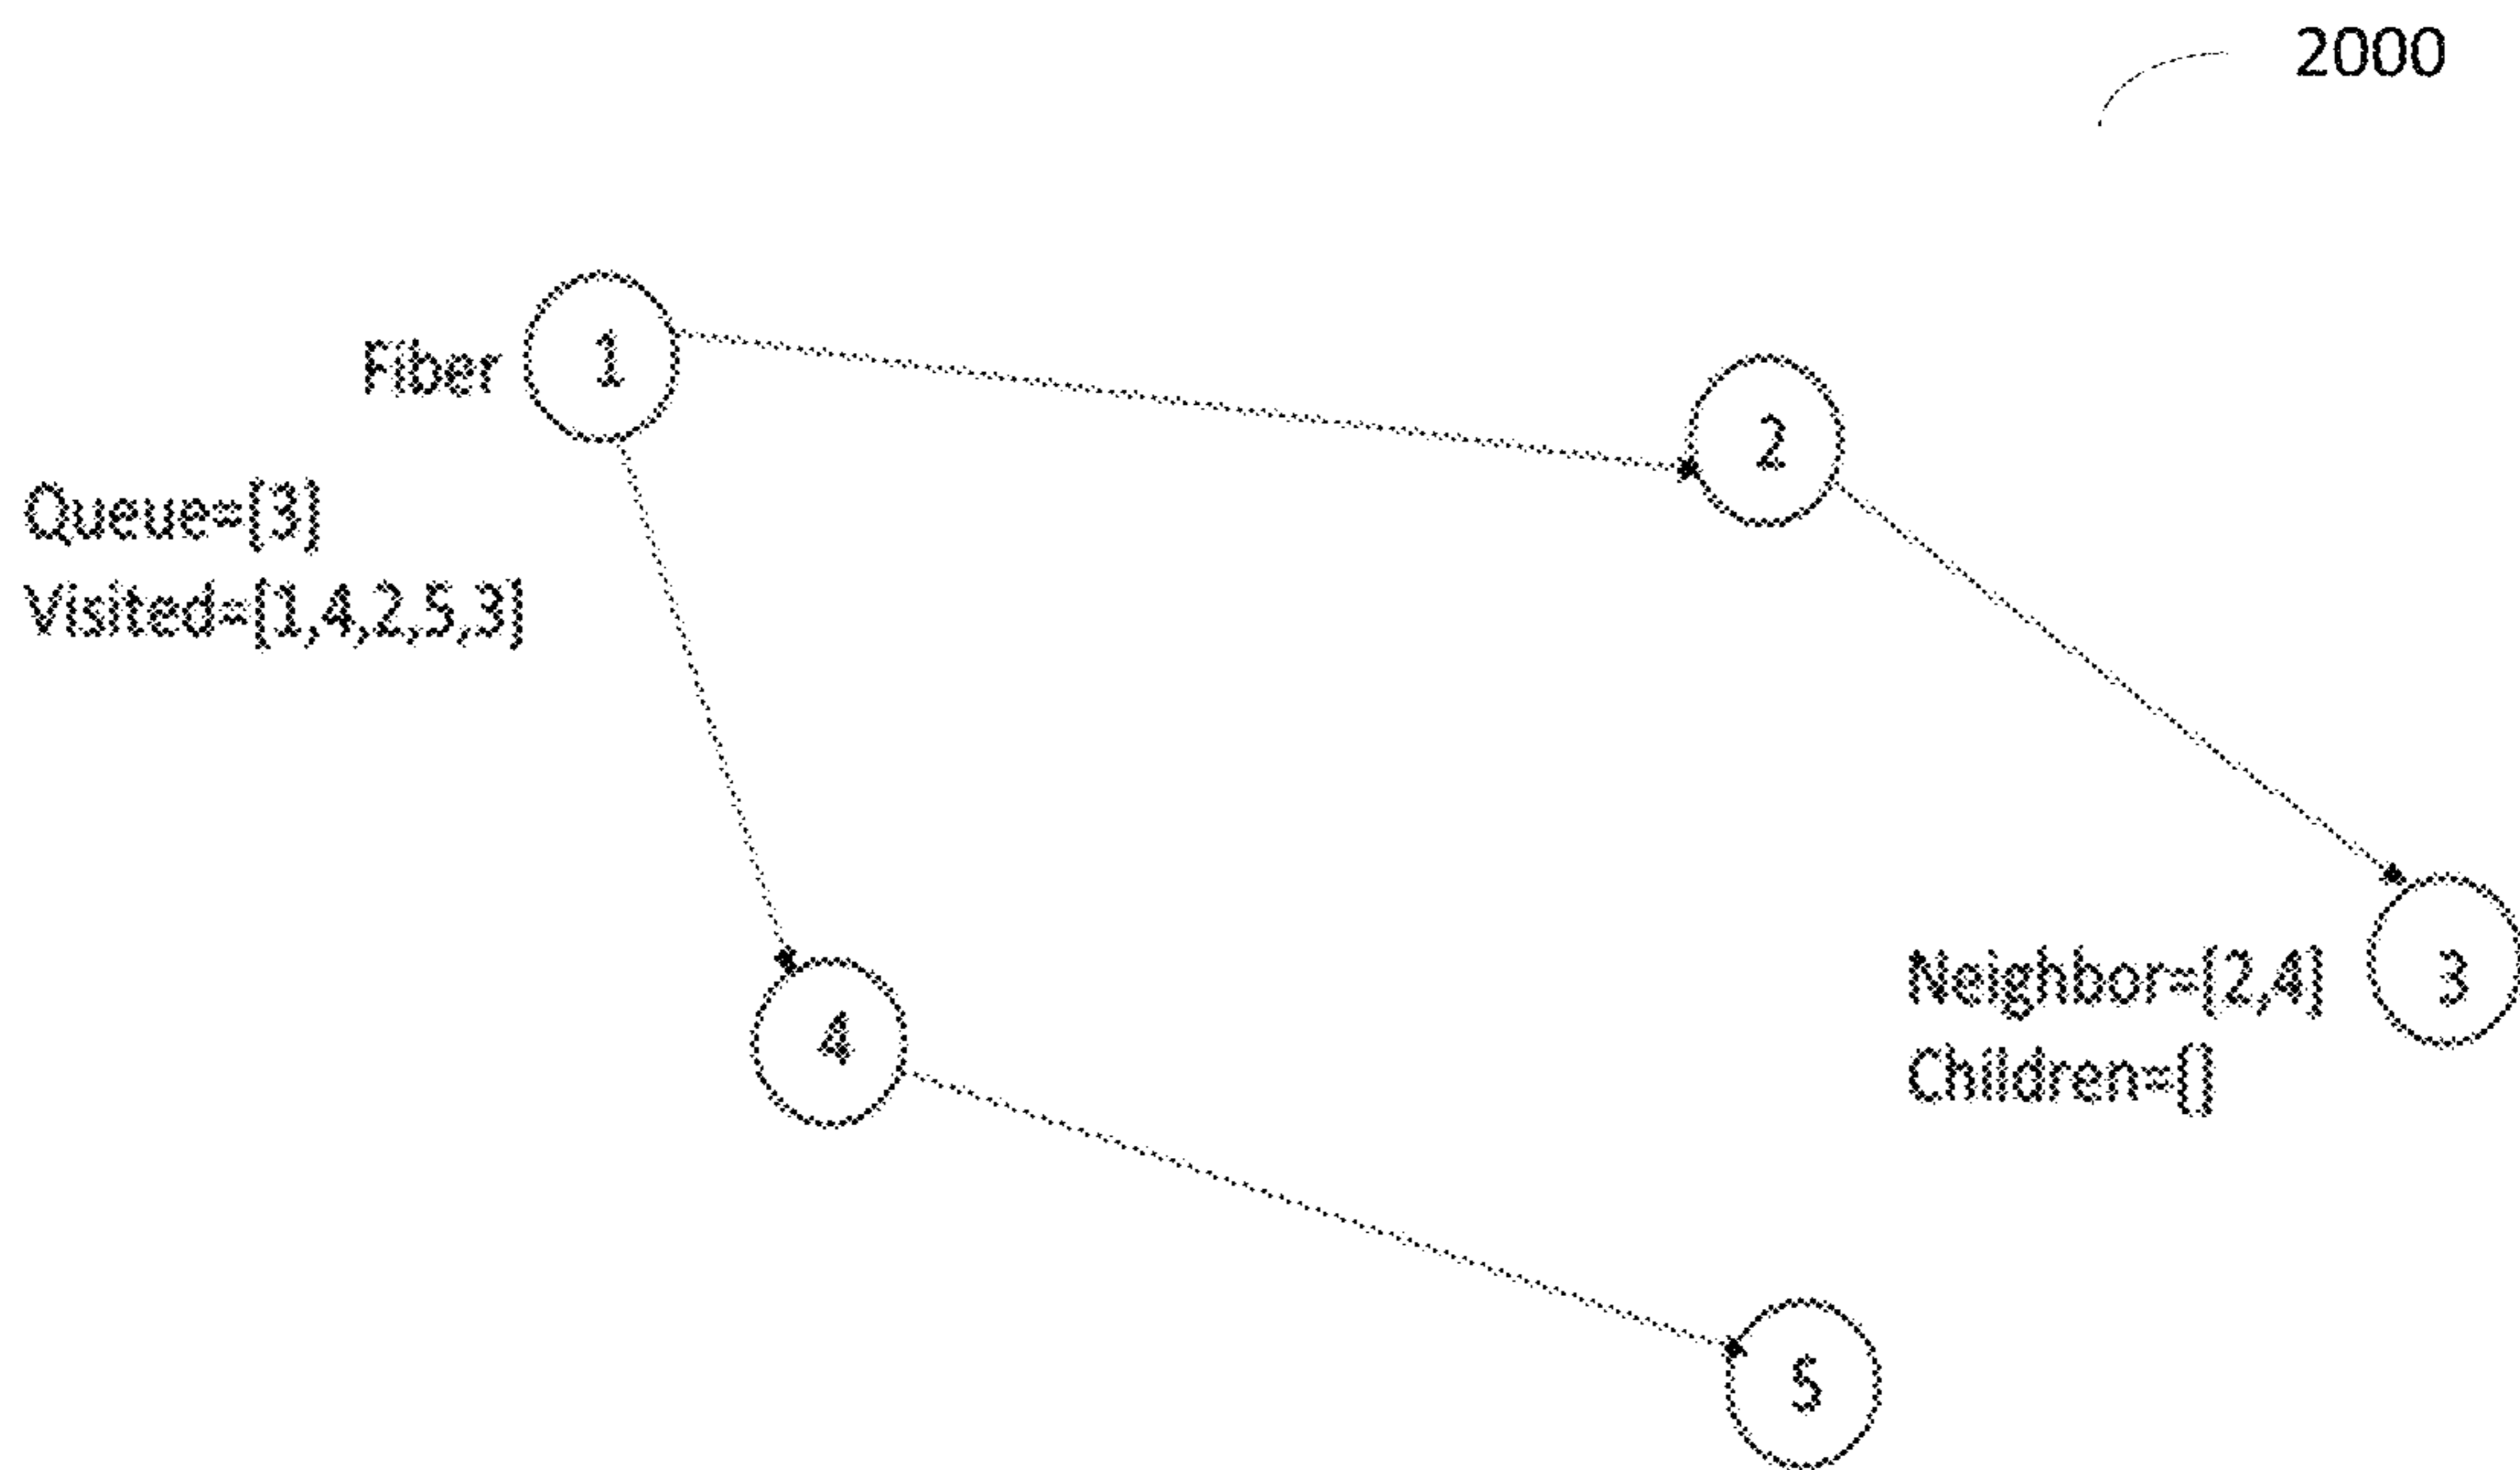 2000
Fiber
1
2
Queue=[3]
Visited=[1,4,2,5,3]
Neighbor=[2,4]
3
Children=[]
4
5